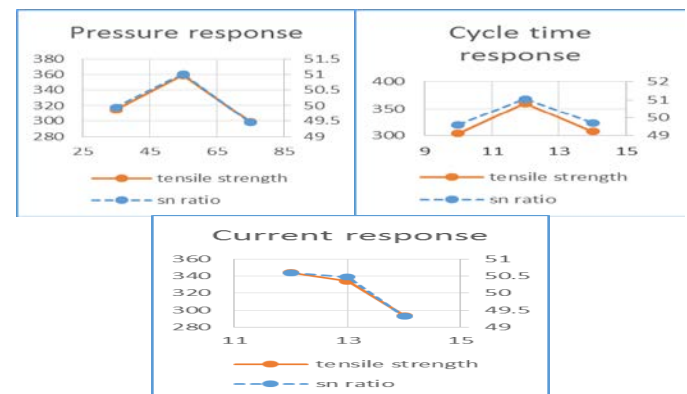 Pressure response
380 51.5
360 51
340 50.5
320 50
300 49.5
280 49
25 45 65 85
tensile strength
sn ratio
Cycle time
response
400 52
350 51
50
300 49
9 11 13 15
tensile strength
sn ratio
Current response
360 51
340 50.5
320 50
300 49.5
280 49
11 13 15
tensile strength
sn ratio